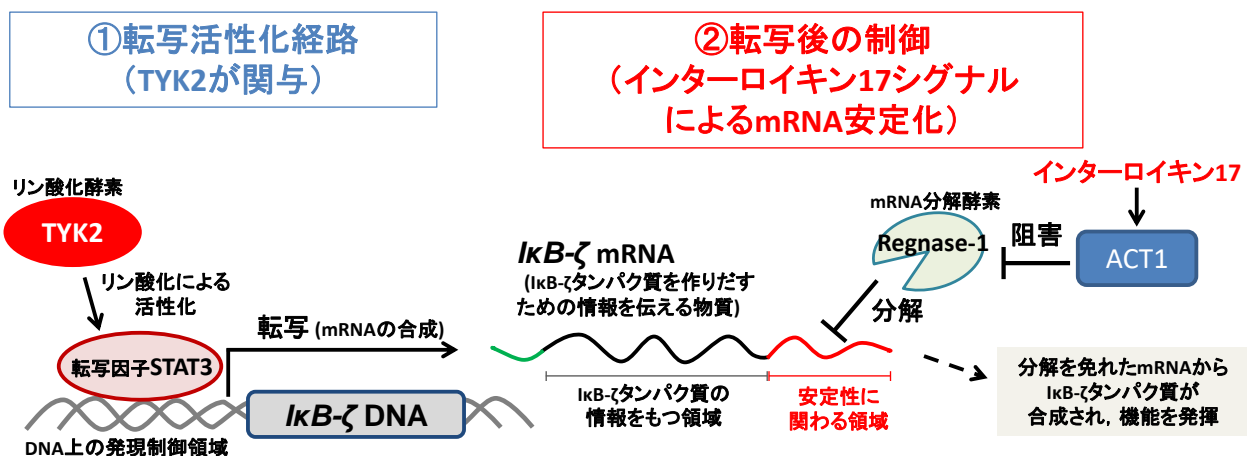 ①転写活性化経路
（TYK2が関与）
②転写後の制御
（インターロイキン17シグナル
によるmRNA安定化）
リン酸化酵素
TYK2
リン酸化による
活性化
転写因子STAT3
転写 (mRNAの合成)
IκB-ζ DNA
DNA上の発現制御領域
IκB-ζ mRNA
(IκB-ζタンパク質を作りだす
ための情報を伝える物質)
IκB-ζタンパク質の
情報をもつ領域
安定性に
関わる領域
mRNA分解酵素
Regnase-1
分解
阻害
インターロイキン17
ACT1
分解を免れたmRNAから
IκB-ζタンパク質が
合成され，機能を発揮